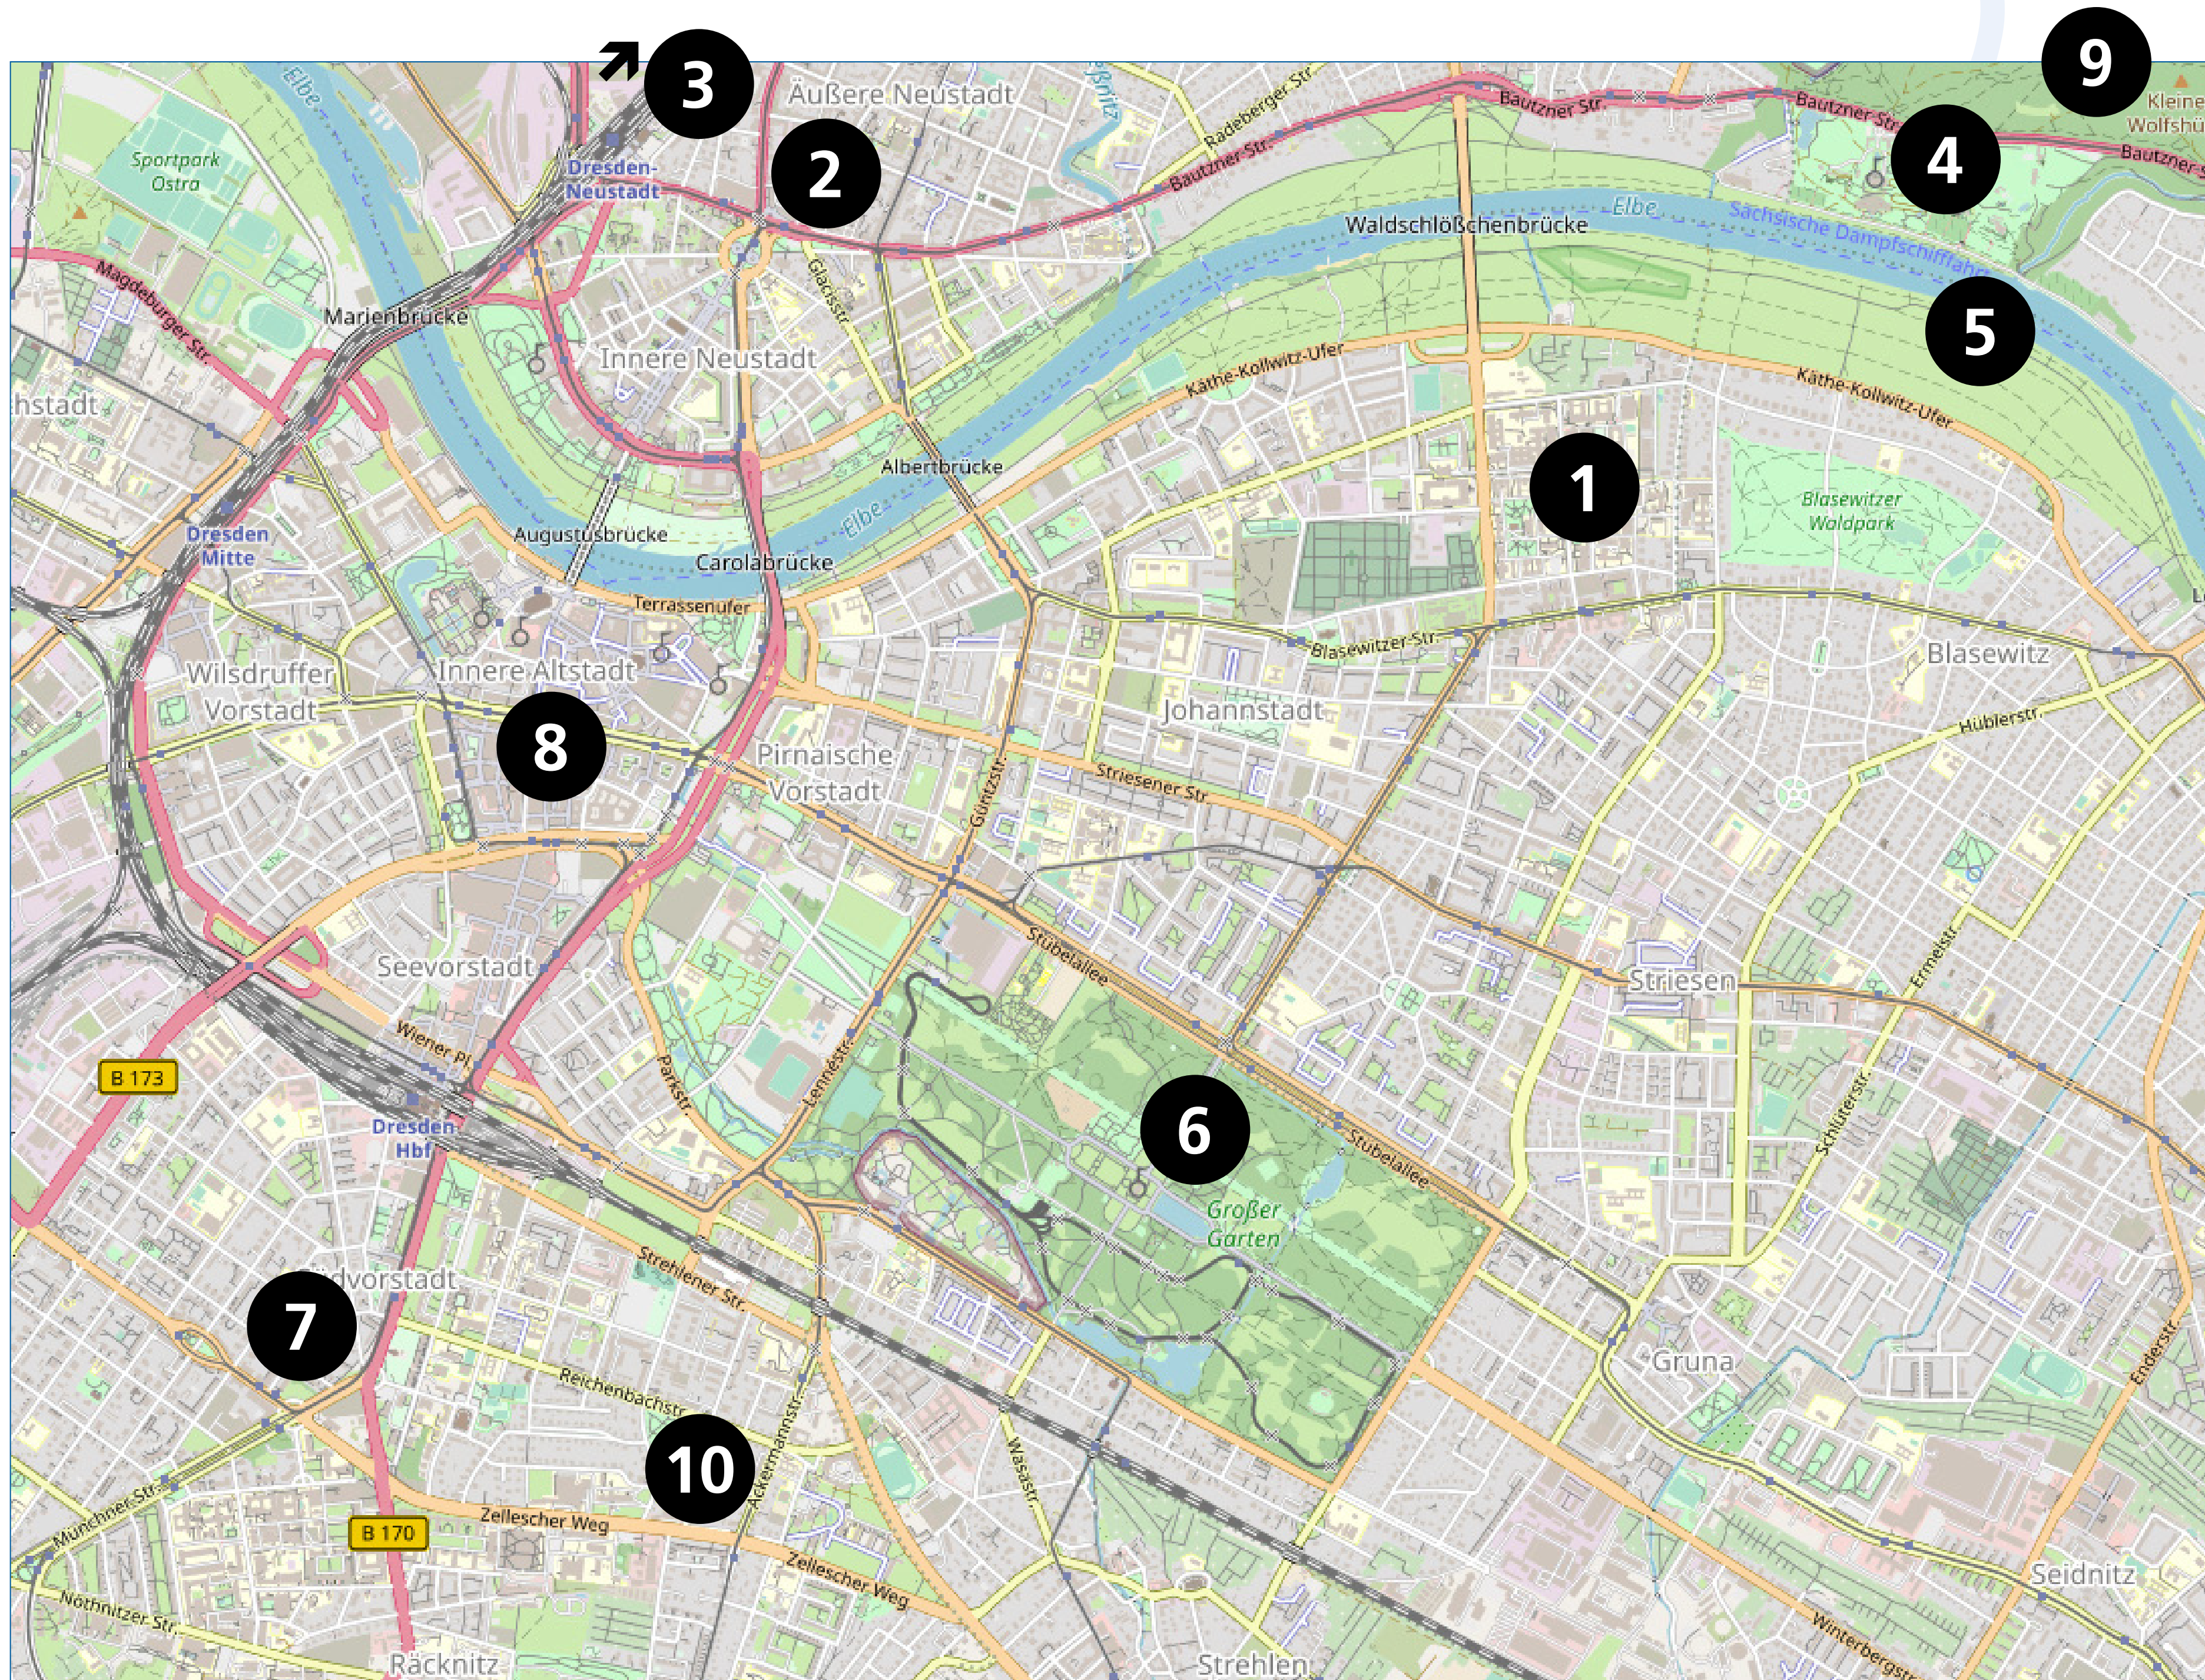 9
3
Elbe
Äußere Neustadt
Radeberger Str.
Bautzner Str.
Bautzner Str.
Kleine
Wolfshü
Sportpark
Ostra
Dresden-
Neustadt
2
4
Bautzner-S
Bautzner-Str.
Elbe
Sächsische Dampfschifffahrt
Waldschlößchenbrücke
Magdeburger Str.
Glacisstr.
Marienbrücke
5
Innere Neustadt
Käthe-Kollwitz-Ufer
Käthe-Kollwitz-Ufer
hstadt
Albertbrücke
1
Blasewitzer
Waldpark
Dresden
Mitte
Augustusbrücke
Elbe
Carolabrücke
Terrassenufer
Blasewitzer-Str.
Blasewitz
Wilsdruffer
Vorstadt
Innere Altstadt
Johannstadt
Hüblerstr.
8
Pirnaische
Vorstadt
Striesener Str.
Güntzstr.
Seevorstadt
Stübelallee
Striesen
Ermelstr.
Wiener Pl.
B 173
Parkstr.
Lennéstr.
Dresden
Hbf
6
Stübelallee
Schlüterstr.
Großer
Garten
Südvorstadt
7
Strehlener Str.
Gruna
Enderstr.
Reichenbachstr.
10
Ackermannstr.
Wasastr.
Münchner Str.
B 170
Zellescher Weg
Zellescher Weg
Seidnitz
Nöthnitzer Str.
Winterbergstr.
Räcknitz
Strehlen